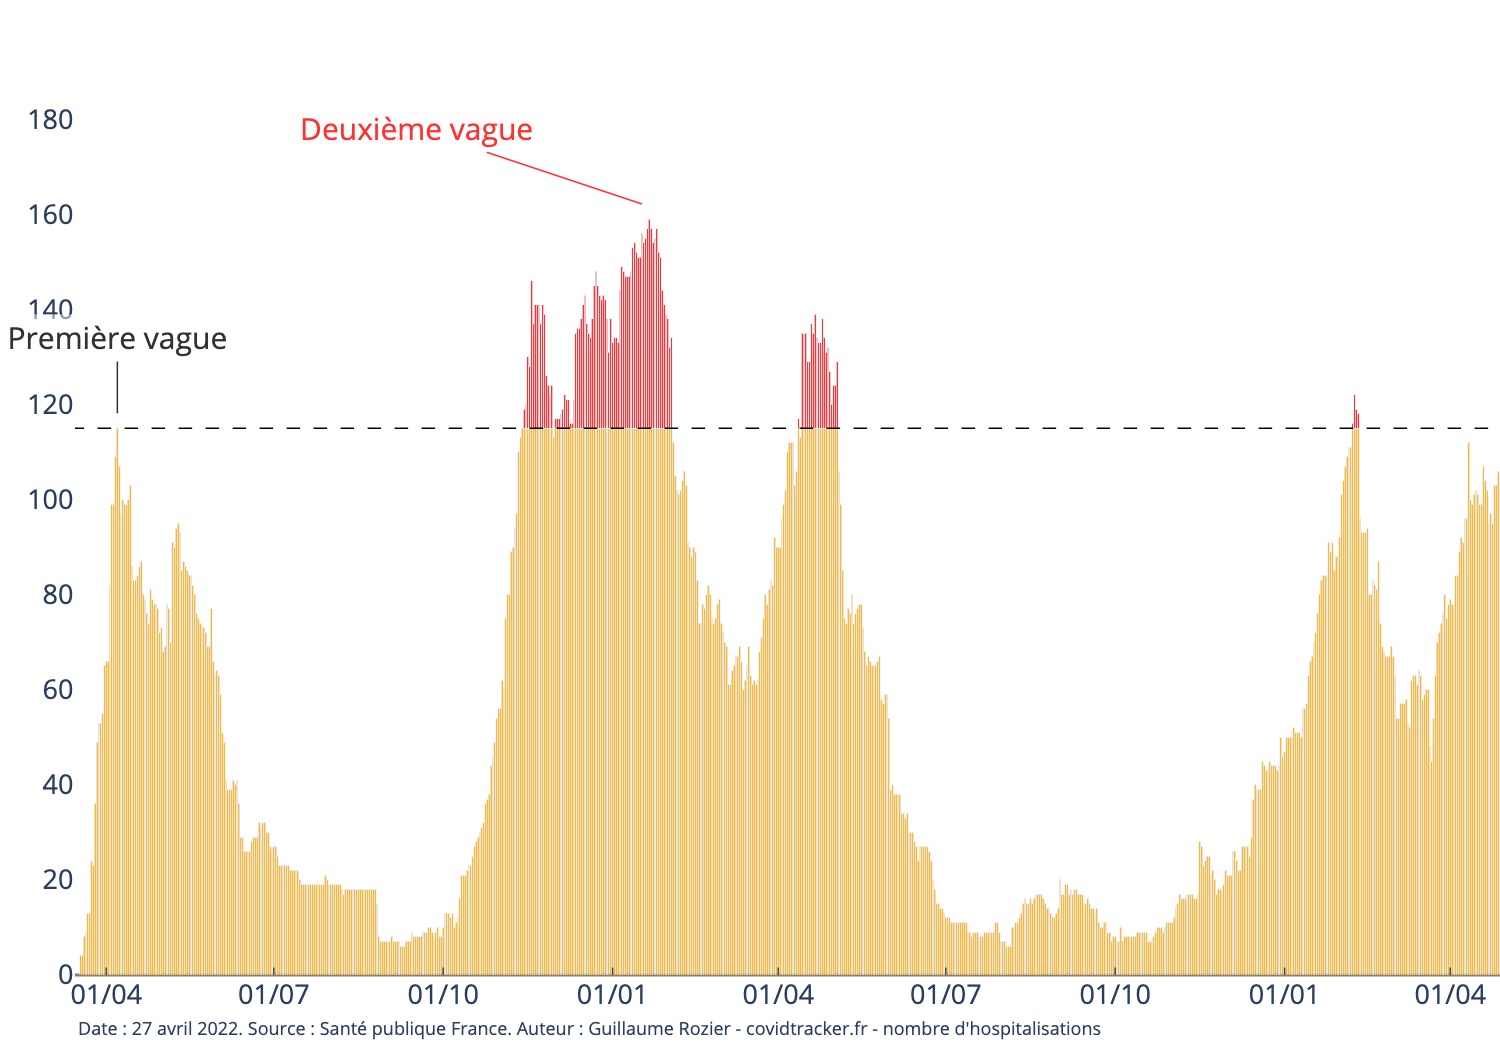 180
Deuxième vague
160
140
Première vague
120
100
80
60
40
20
0
01/04 01/07 01/10 01/01 01/04 01/07 01/10 01/01 01/04
Date : 27 avril 2022. Source : Santé publique France. Auteur : Guillaume Rozier - covidtracker.fr - nombre d'hospitalisations